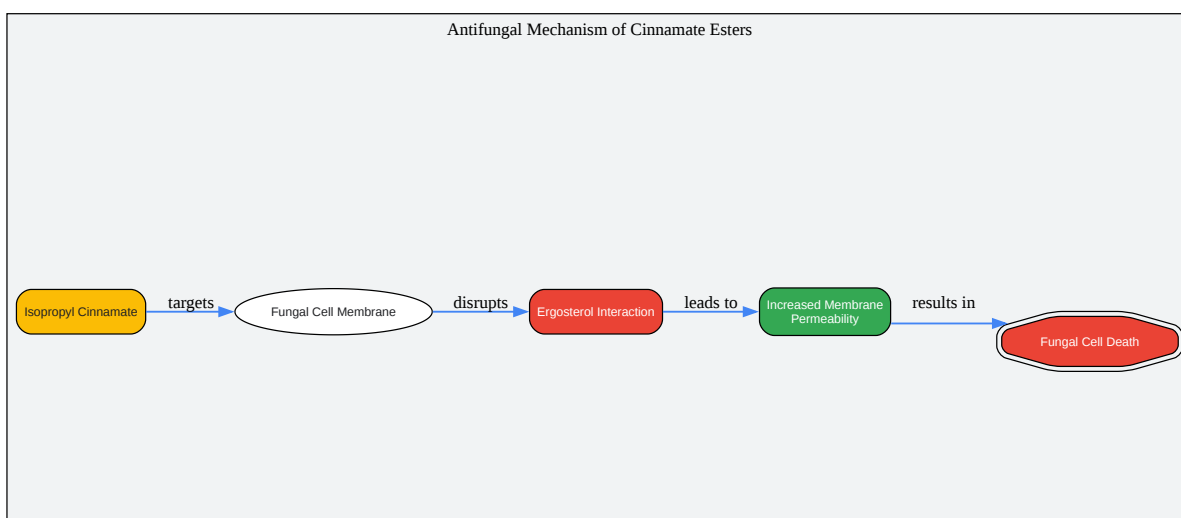 Antifungal Mechanism of Cinnamate Esters
Isopropyl Cinnamate
targets
Fungal Cell Membrane
disrupts
Ergosterol Interaction
leads to
Increased Membrane
Permeability
results in
Fungal Cell Death